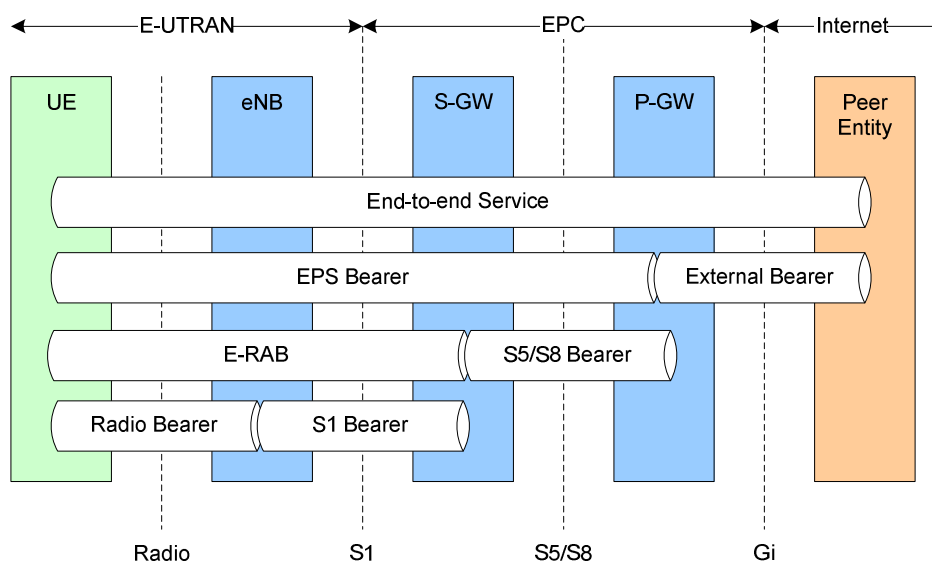 E-UTRAN EPC Internet
UE eNB S-GW P-GW Peer
Entity
End-to-end Service
EPS Bearer External Bearer
E-RAB S5/S8 Bearer
Radio Bearer S1 Bearer
Radio S1 S5/S8 Gi